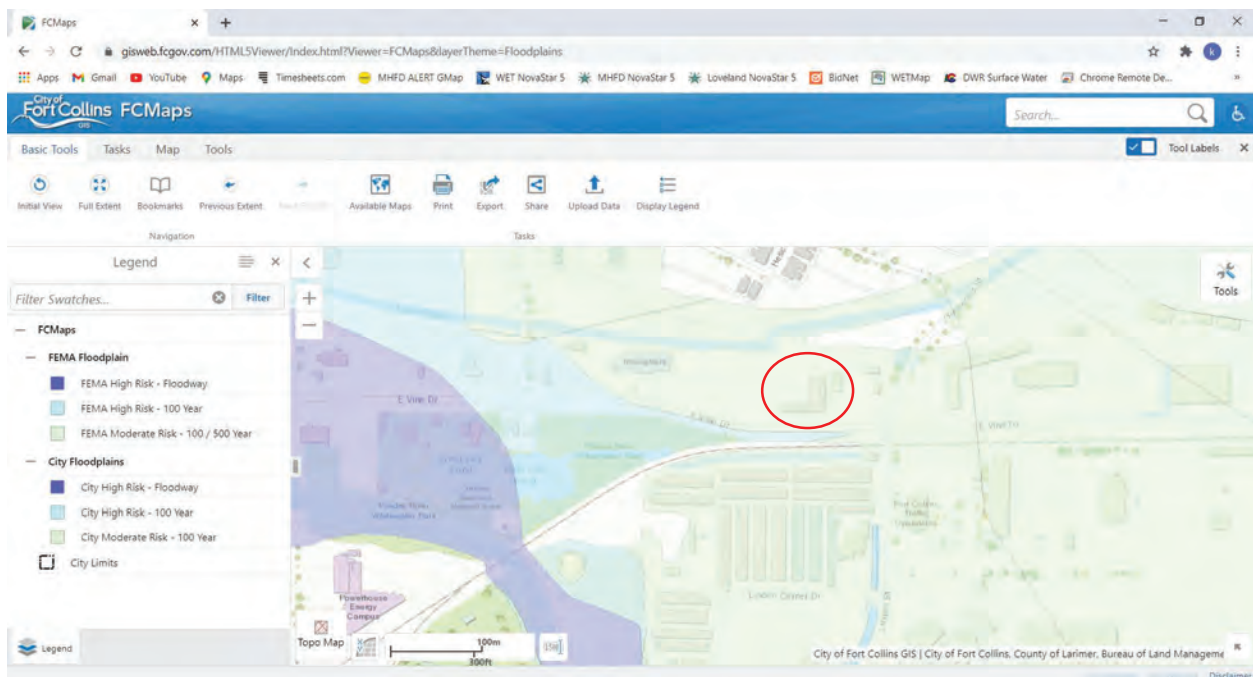 FCMaps
gisweb.fcgov.com/HTML5Viewer/Index.html?Viewer=FCMaps&layerTheme=Floodplains
Apps Gmail YouTube Maps Timesheets.com MHFD ALERT GMap WET NovaStar 5 MHFD NovaStar 5 Loveland NovaStar 5 BidNet WETMap DWR Surface Water Chrome Remote De...
City of
Fort Collins FCMaps
GIS
Search...
Basic Tools Tasks Map Tools
Tool Labels
Initial View Full Extent Bookmarks Previous Extent Available Maps Print Export Share Upload Data Display Legend
Navigation Tasks
Legend
Filter Swatches... Filter
Tools
FCMaps
FEMA Floodplain
FEMA High Risk - Floodway
FEMA High Risk - 100 Year
FEMA Moderate Risk - 100 / 500 Year
City Floodplains
City High Risk - Floodway
City High Risk - 100 Year
City Moderate Risk - 100 Year
City Limits
E Vine Dr
E Vine Dr
E Vine Dr
Linden Center Dr
Powerhouse
Energy
Campus
Topo Map
100m
300ft
Legend
City of Fort Collins GIS | City of Fort Collins, County of Larimer, Bureau of Land Manageme
Disclaimer